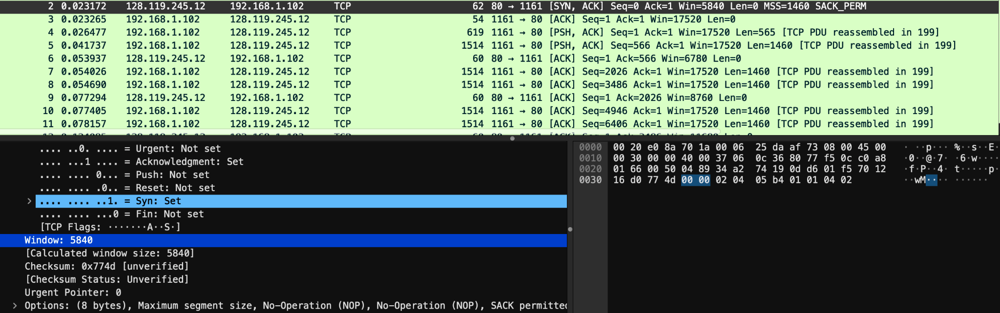 2 0.023172 128.119.245.12 192.168.1.102 TCP 62 80 → 1161 [SYN, ACK] Seq=0 Ack=1 Win=5840 Len=0 MSS=1460 SACK_PERM
3 0.023265 192.168.1.102 128.119.245.12 TCP 54 1161 → 80 [ACK] Seq=1 Ack=1 Win=17520 Len=0
4 0.026477 192.168.1.102 128.119.245.12 TCP 619 1161 → 80 [PSH, ACK] Seq=1 Ack=1 Win=17520 Len=565 [TCP PDU reassembled in 199]
5 0.041737 192.168.1.102 128.119.245.12 TCP 1514 1161 → 80 [PSH, ACK] Seq=566 Ack=1 Win=17520 Len=1460 [TCP PDU reassembled in 199]
6 0.053937 128.119.245.12 192.168.1.102 TCP 60 80 → 1161 [ACK] Seq=1 Ack=566 Win=6780 Len=0
7 0.054026 192.168.1.102 128.119.245.12 TCP 1514 1161 → 80 [ACK] Seq=2026 Ack=1 Win=17520 Len=1460 [TCP PDU reassembled in 199]
8 0.054690 192.168.1.102 128.119.245.12 TCP 1514 1161 → 80 [ACK] Seq=3486 Ack=1 Win=17520 Len=1460 [TCP PDU reassembled in 199]
9 0.077294 128.119.245.12 192.168.1.102 TCP 60 80 → 1161 [ACK] Seq=1 Ack=2026 Win=8760 Len=0
10 0.077405 192.168.1.102 128.119.245.12 TCP 1514 1161 → 80 [ACK] Seq=4946 Ack=1 Win=17520 Len=1460 [TCP PDU reassembled in 199]
11 0.078157 192.168.1.102 128.119.245.12 TCP 1514 1161 → 80 [ACK] Seq=6406 Ack=1 Win=17520 Len=1460 [TCP PDU reassembled in 199]
.... ..0. .... = Urgent: Not set
.... ...1 .... = Acknowledgment: Set
.... .... 0... = Push: Not set
.... .... .0.. = Reset: Not set
.... .... ..1. = Syn: Set
.... .... ...0 = Fin: Not set
[TCP Flags: ·······A··S·]
Window: 5840
[Calculated window size: 5840]
Checksum: 0x774d [unverified]
[Checksum Status: Unverified]
Urgent Pointer: 0
Options: (8 bytes), Maximum segment size, No-Operation (NOP), No-Operation (NOP), SACK permitted
0000 00 20 e0 8a 70 1a 00 06 25 da af 73 08 00 45 00 · ··p··· %··s··E·
0010 00 30 00 00 40 00 37 06 0c 36 80 77 f5 0c c0 a8 ·0··@·7· ·6·w····
0020 01 66 00 50 04 89 34 a2 74 19 0d d6 01 f5 70 12 ·f·P··4· t·····p·
0030 16 d0 77 4d 00 00 02 04 05 b4 01 01 04 02 ··wM···· ······